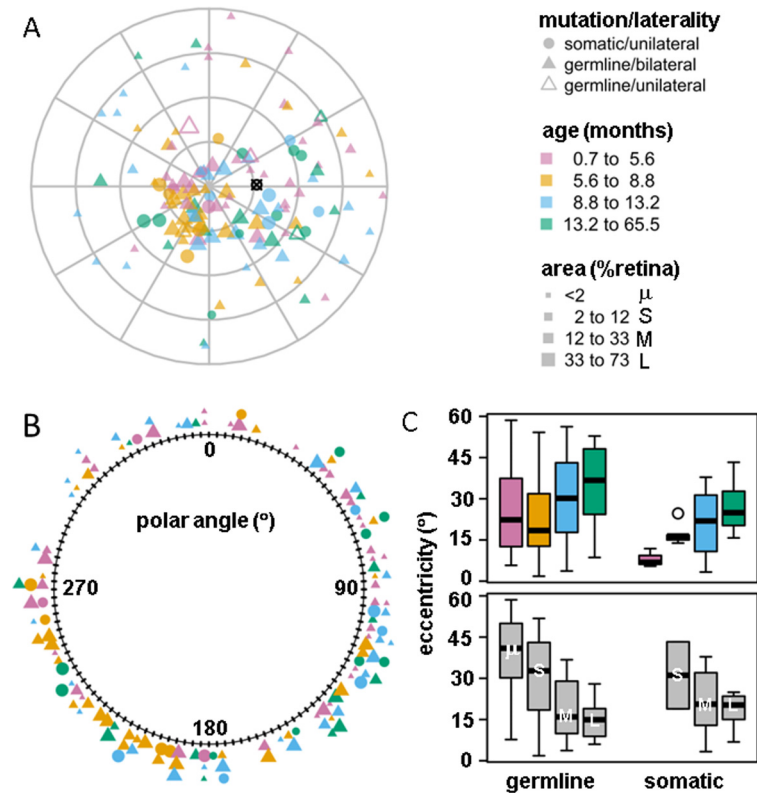 A
mutation/laterality
somatic/unilateral
germline/bilateral
germline/unilateral
age (months)
0.7 to 5.6
5.6 to 8.8
8.8 to 13.2
13.2 to 65.5
area (%retina)
<2 μ
2 to 12 S
12 to 33 M
33 to 73 L
B
0
polar angle (°)
270
90
180
C
60
45
30
15
0
60
45
30
15
0
eccentricity (°)
μ
S
M
L
S
M
L
germline
somatic